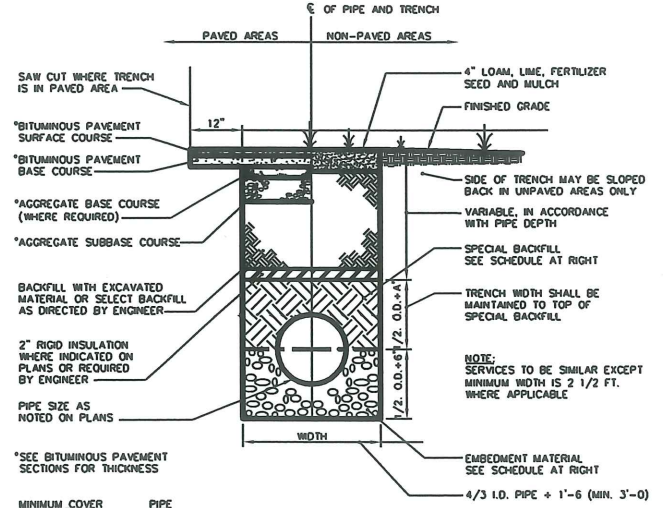 ℄ OF PIPE AND TRENCH
PAVED AREAS
NON-PAVED AREAS
SAW CUT WHERE TRENCH
IS IN PAVED AREA
12"
*BITUMINOUS PAVEMENT
SURFACE COURSE
*BITUMINOUS PAVEMENT
BASE COURSE
*AGGREGATE BASE COURSE
(WHERE REQUIRED)
*AGGREGATE SUBBASE COURSE
BACKFILL WITH EXCAVATED
MATERIAL OR SELECT BACKFILL
AS DIRECTED BY ENGINEER
2" RIGID INSULATION
WHERE INDICATED ON
PLANS OR REQUIRED
BY ENGINEER
PIPE SIZE AS
NOTED ON PLANS
*SEE BITUMINOUS PAVEMENT
SECTIONS FOR THICKNESS
MINIMUM COVER PIPE
4" LOAM, LIME, FERTILIZER
SEED AND MULCH
FINISHED GRADE
SIDE OF TRENCH MAY BE SLOPED
BACK IN UNPAVED AREAS ONLY
VARIABLE, IN ACCORDANCE
WITH PIPE DEPTH
SPECIAL BACKFILL
SEE SCHEDULE AT RIGHT
TRENCH WIDTH SHALL BE
MAINTAINED TO TOP OF
SPECIAL BACKFILL
1/2. O.D.+A"
1/2. O.D.+6"
NOTE:
SERVICES TO BE SIMILAR EXCEPT
MINIMUM WIDTH IS 2 1/2 FT.
WHERE APPLICABLE
WIDTH
EMBEDMENT MATERIAL
SEE SCHEDULE AT RIGHT
4/3 I.D. PIPE + 1'-6 (MIN. 3'-0)